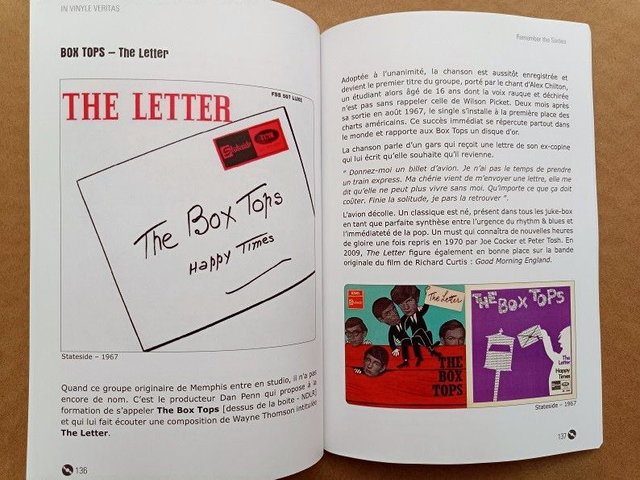 IN VINYLE VERITAS
BOX TOPS – The Letter
FSS 507 LUXE
THE LETTER
Stateside
The Box Tops
Happy Times
Stateside – 1967
Quand ce groupe originaire de Memphis entre en studio, il n'a pas
encore de nom. C'est le producteur Dan Penn qui propose à la
formation de s'appeler The Box Tops [dessus de la boite - NDLR]
et qui lui fait écouter une composition de Wayne Thomson intitulée
The Letter.
136
Remember the Sixties
Adoptée à l'unanimité, la chanson est aussitôt enregistrée et
devient le premier titre du groupe, porté par le chant d'Alex Chilton,
un étudiant alors âgé de 16 ans dont la voix rauque et déchirée
n'est pas sans rappeler celle de Wilson Picket. Deux mois après
sa sortie en août 1967, le single s'installe à la première place des
charts américains. Ce succès immédiat se répercute partout dans
le monde et rapporte aux Box Tops un disque d'or.
La chanson parle d'un gars qui reçoit une lettre de son ex-copine
qui lui écrit qu'elle souhaite qu'il revienne.
" Donnez-moi un billet d'avion. Je n'ai pas le temps de prendre
un train express. Ma chérie vient de m'envoyer une lettre, elle me
dit qu'elle ne peut plus vivre sans moi. Qu'importe ce que ça doit
coûter. Finie la solitude, je pars la retrouver ".
L'avion décolle. Un classique est né, présent dans tous les juke-box
en tant que parfaite synthèse entre l'urgence du rhythm & blues et
l'immédiateté de la pop. Un must qui connaîtra de nouvelles heures
de gloire une fois repris en 1970 par Joe Cocker et Peter Tosh. En
2009, The Letter figure également en bonne place sur la bande
originale du film de Richard Curtis : Good Morning England.
The Letter
THE
BOX
TOPS
THE BOX TOPS
The
Letter
Happy
Times
Stateside – 1967
137